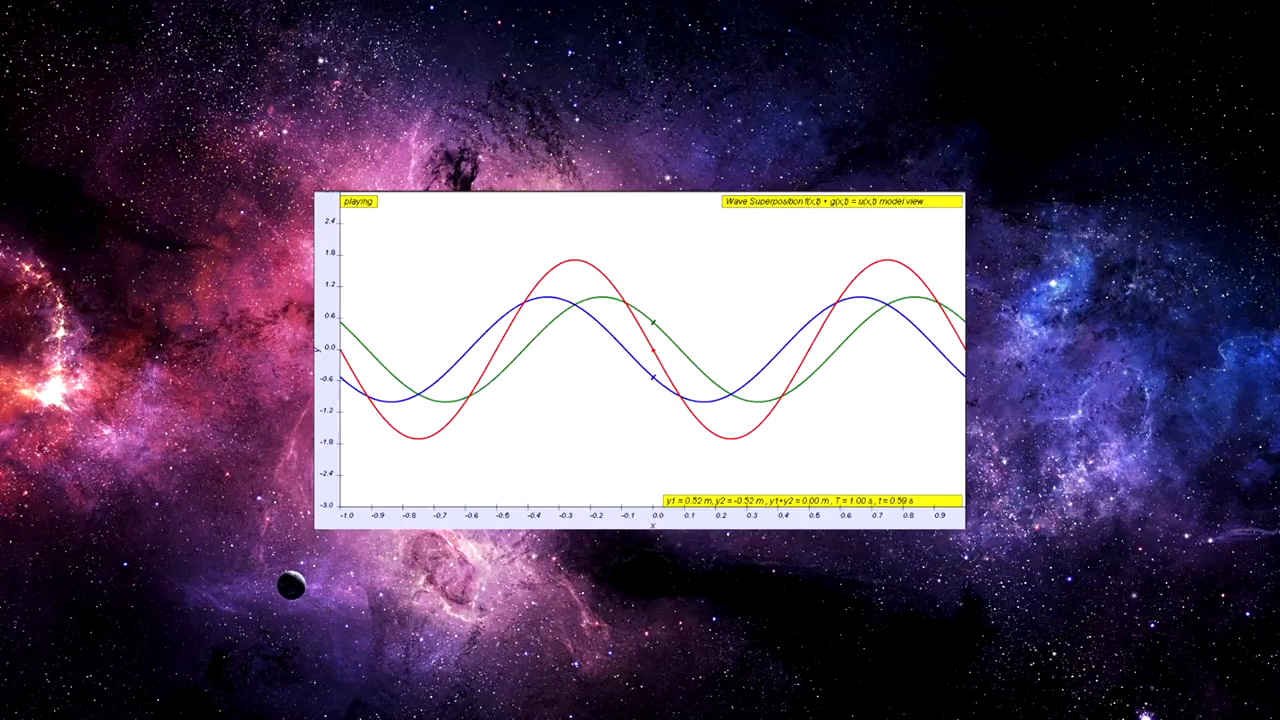 playing
Wave Superposition f(x,t) + g(x,t) = u(x,t) model view
2.4
1.8
1.2
0.6
0.0
y
-0.6
-1.2
-1.8
-2.4
-3.0
y1 = 0.52 m, y2 = -0.52 m , y1+y2 = 0.00 m , T = 1.00 s , t = 0.59 s
-1.0 -0.9 -0.8 -0.7 -0.6 -0.5 -0.4 -0.3 -0.2 -0.1 0.0 0.1 0.2 0.3 0.4 0.5 0.6 0.7 0.8 0.9
x